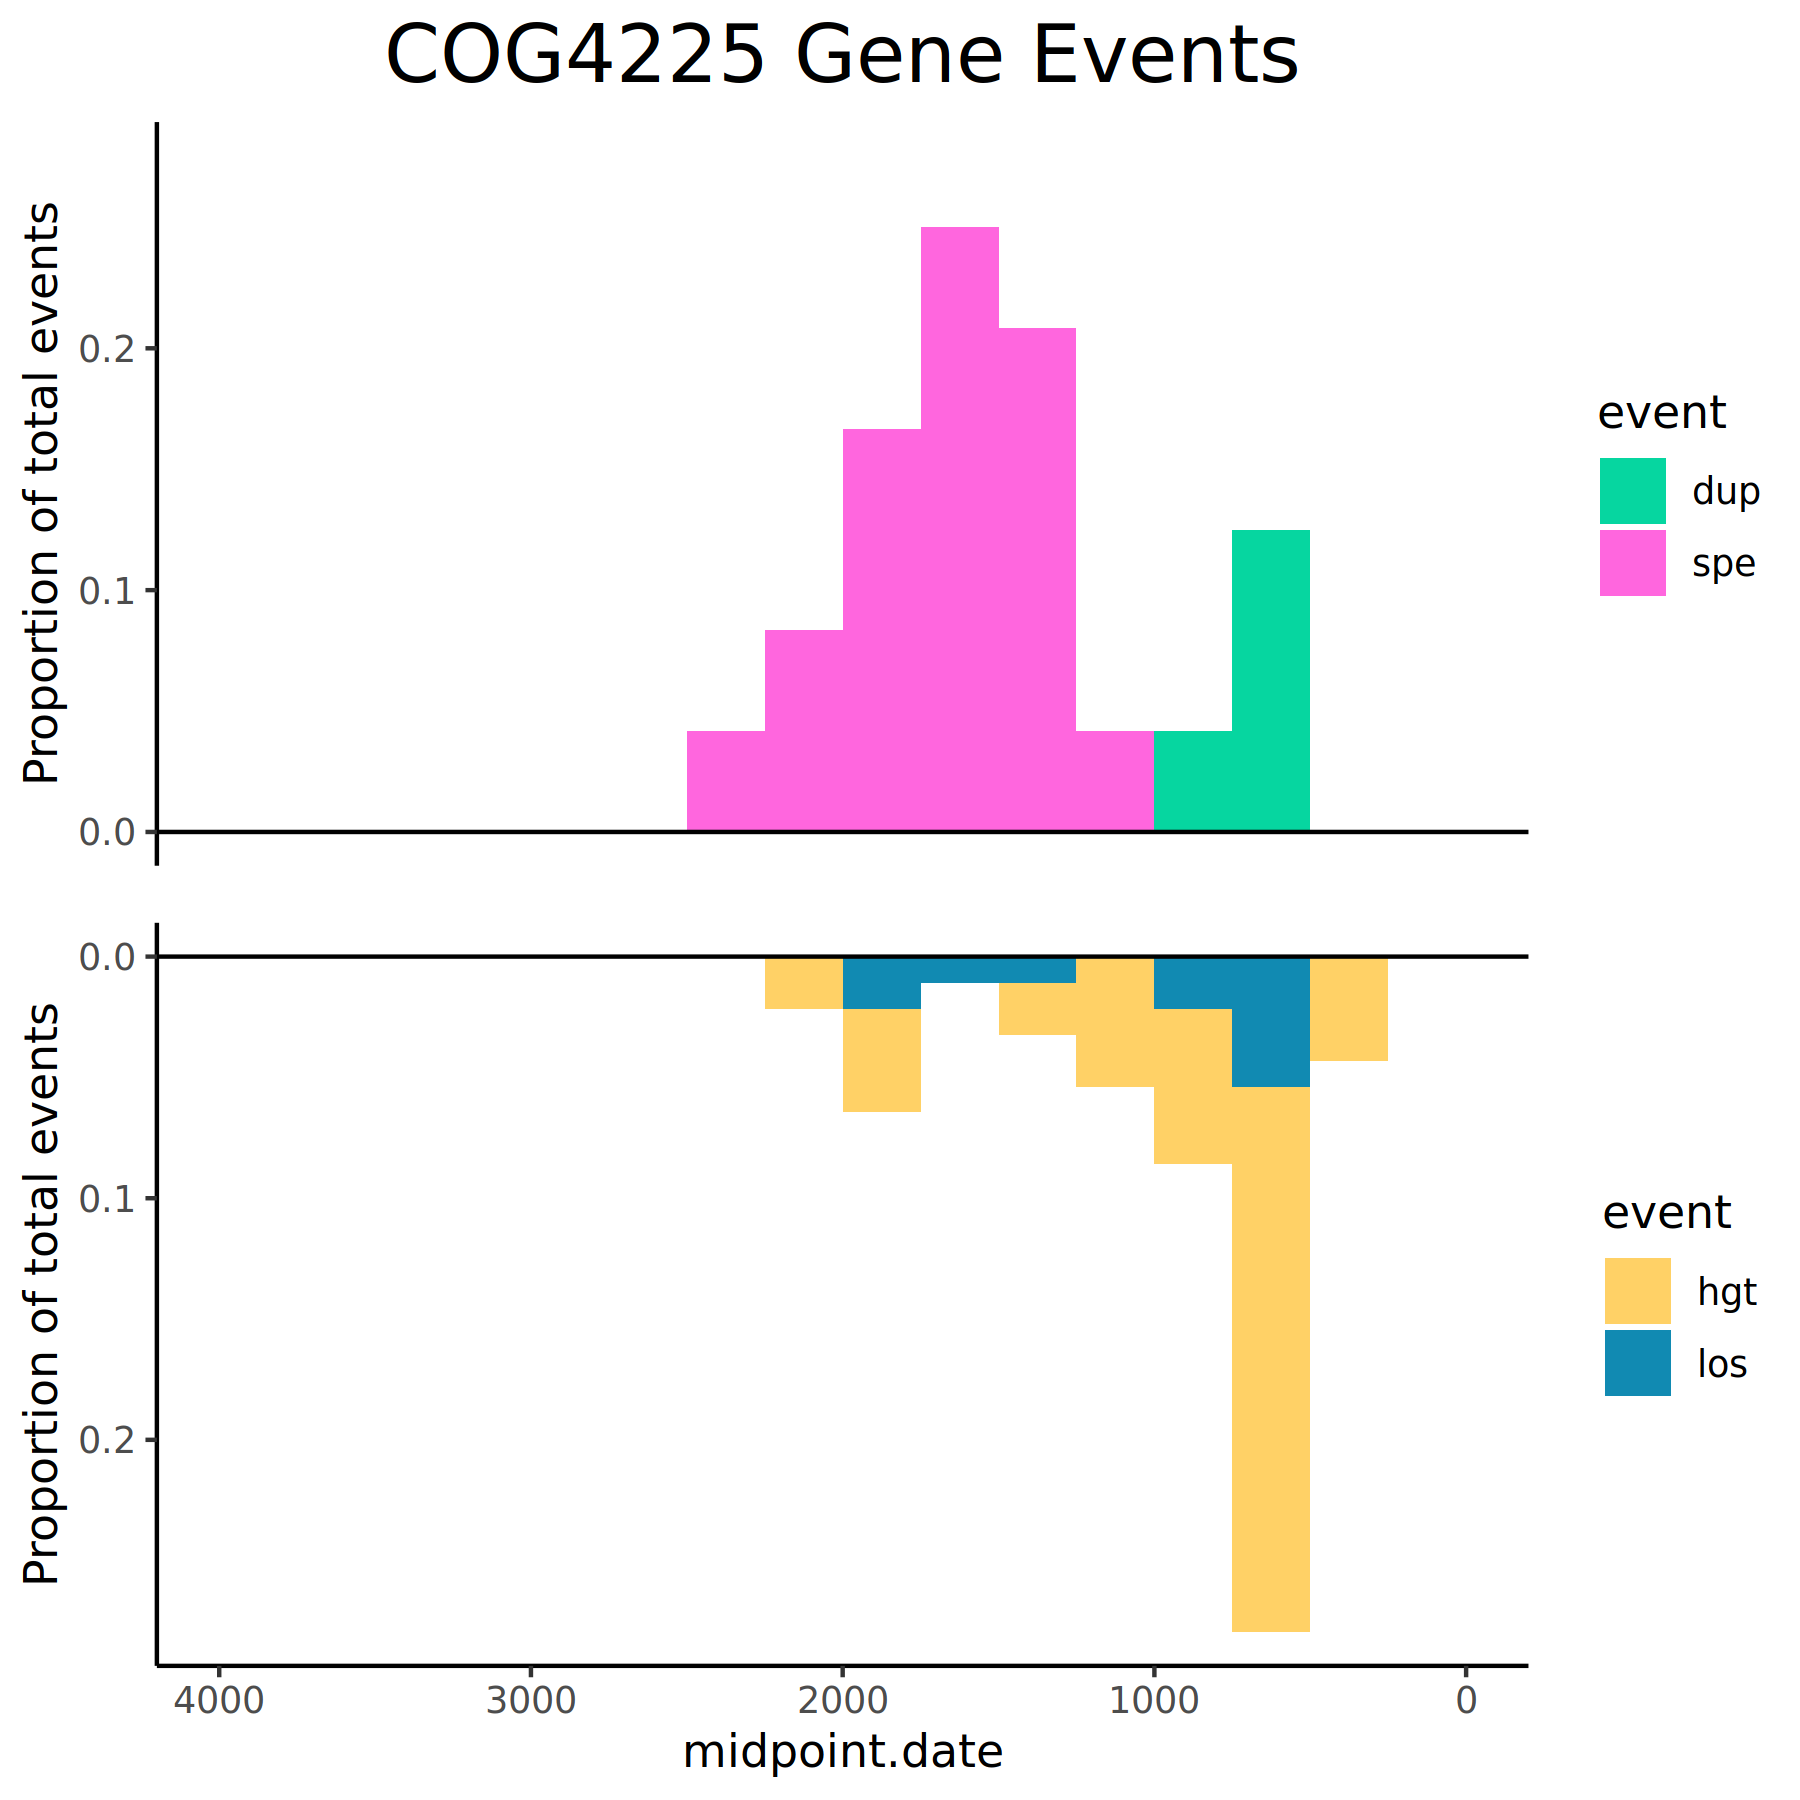 COG4225 Gene Events
Proportion of total events
0.2
0.1
0.0
event
dup
spe
Proportion of total events
0.0
0.1
0.2
event
hgt
los
4000 3000 2000 1000 0
midpoint.date